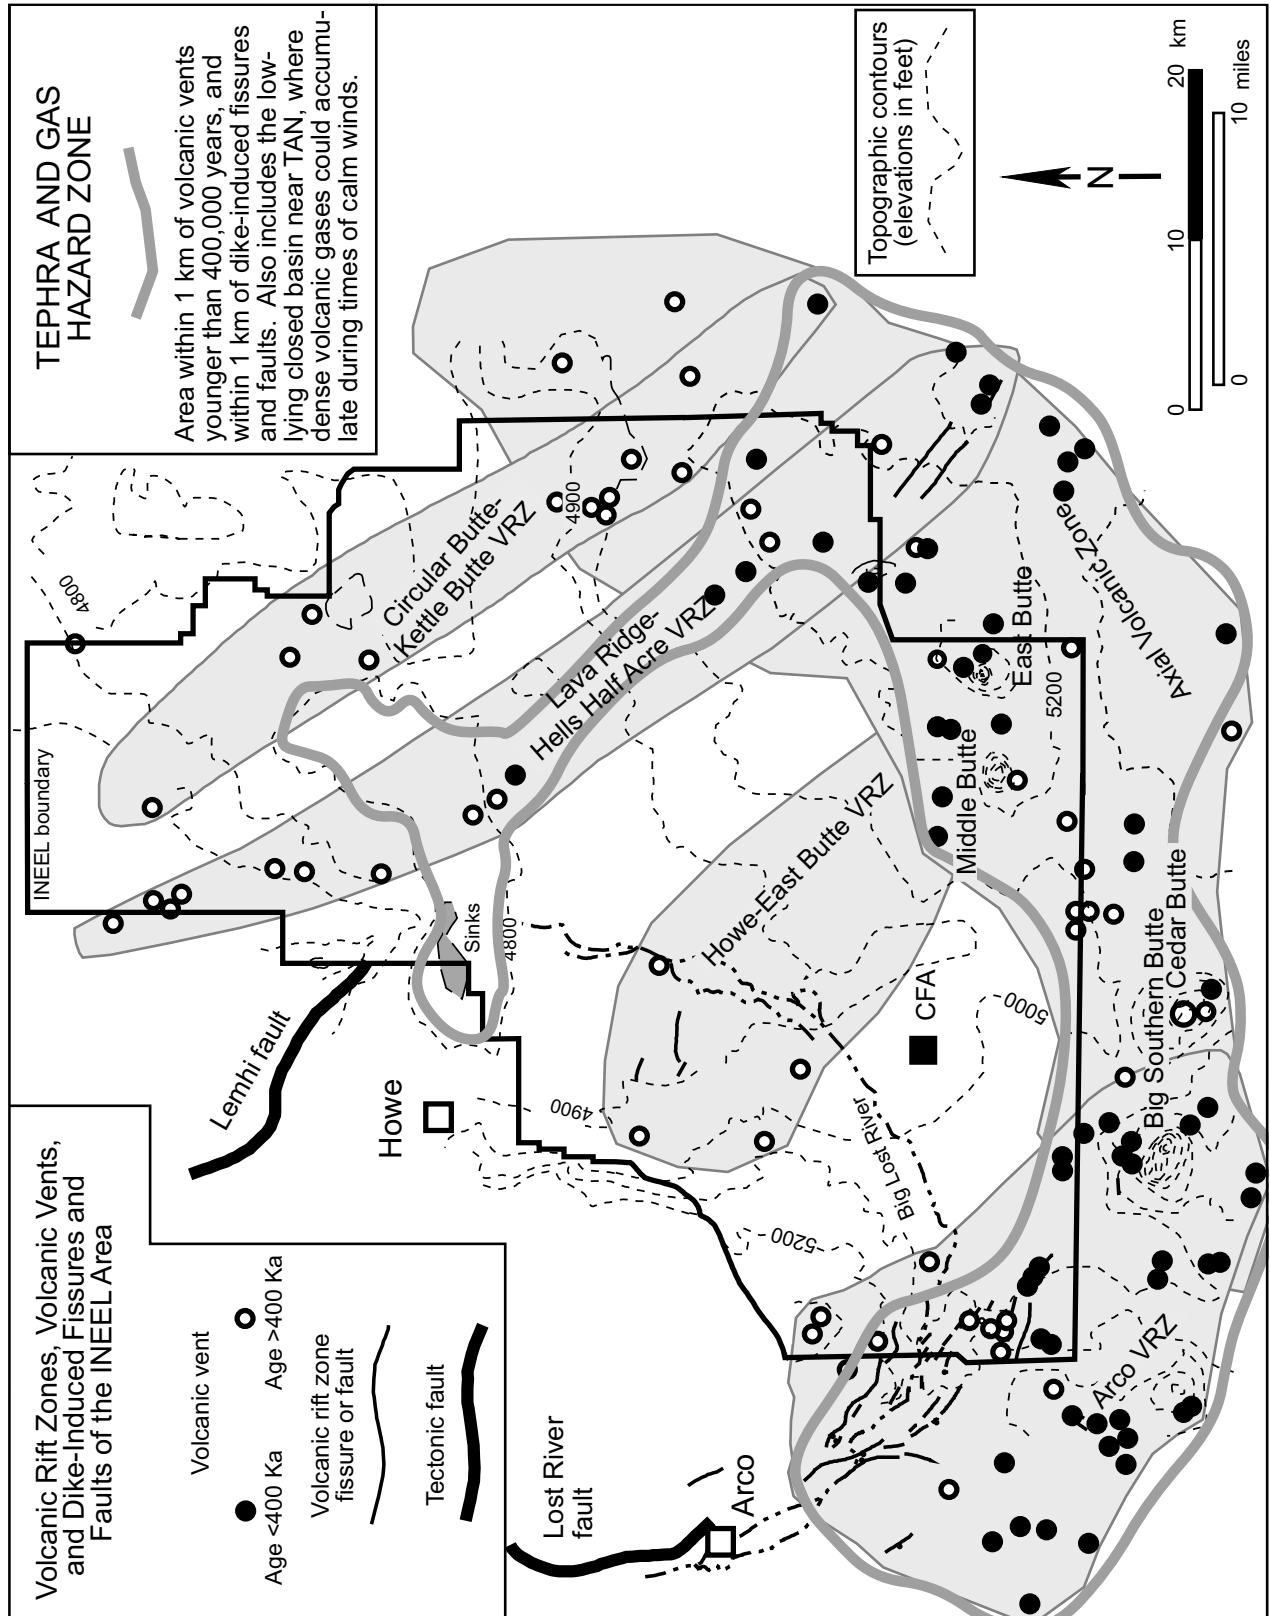 Volcanic Rift Zones, Volcanic Vents,
and Dike-Induced Fissures and
Faults of the INEEL Area
Volcanic vent
Age <400 Ka
Age >400 Ka
Volcanic rift zone
fissure or fault
Tectonic fault
TEPHRA AND GAS
HAZARD ZONE
Area within 1 km of volcanic vents
younger than 400,000 years, and
within 1 km of dike-induced fissures
and faults. Also includes the low-
lying closed basin near TAN, where
dense volcanic gases could accumu-
late during times of calm winds.
INEEL boundary
4800
Lemhi fault
Howe
Sinks
4800
Circular Butte-
Kettle Butte VRZ
4900
Lava Ridge-
Hells Half Acre VRZ
Lost River
fault
Arco
4900
5200
Big Lost River
Howe-East Butte VRZ
CFA
5000
Middle Butte
East Butte
5200
Axial Volcanic Zone
Arco VRZ
Big Southern Butte
Cedar Butte
Topographic contours
(elevations in feet)
N
0
10
20
km
0
10
miles